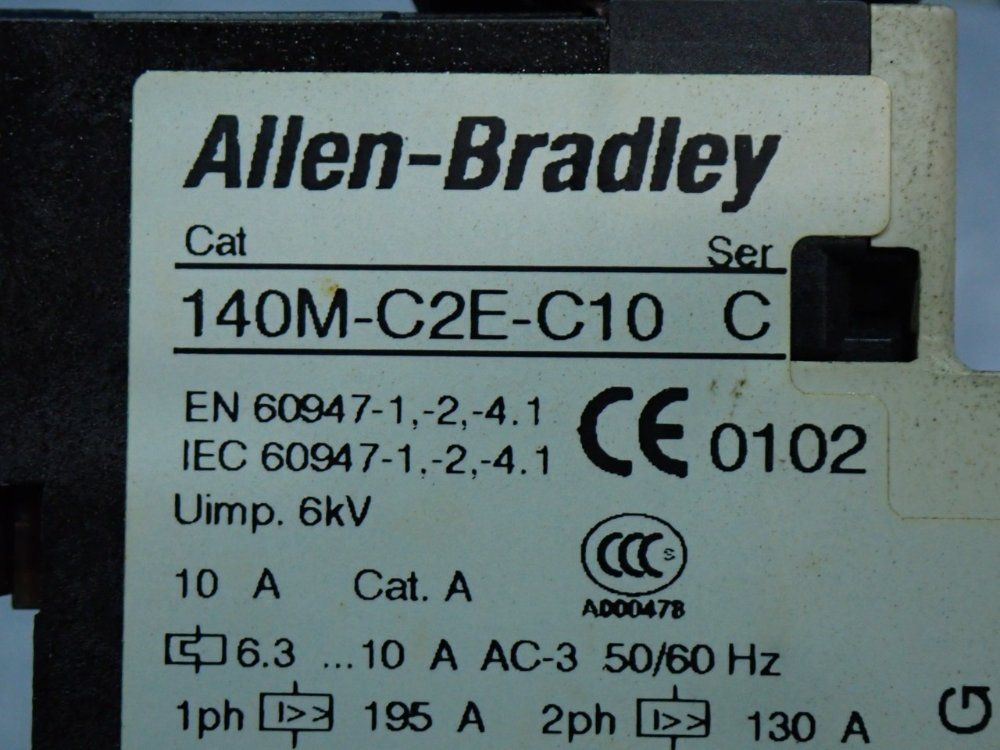 Allen-Bradley
Cat Ser
140M-C2E-C10 C
EN 60947-1,-2,-4.1
IEC 60947-1,-2,-4.1
CE 0102
Uimp. 6kV
CCC S
A000478
10 A Cat. A
6.3 ...10 A AC-3 50/60 Hz
1ph I>> 195 A 2ph I>> 130 A